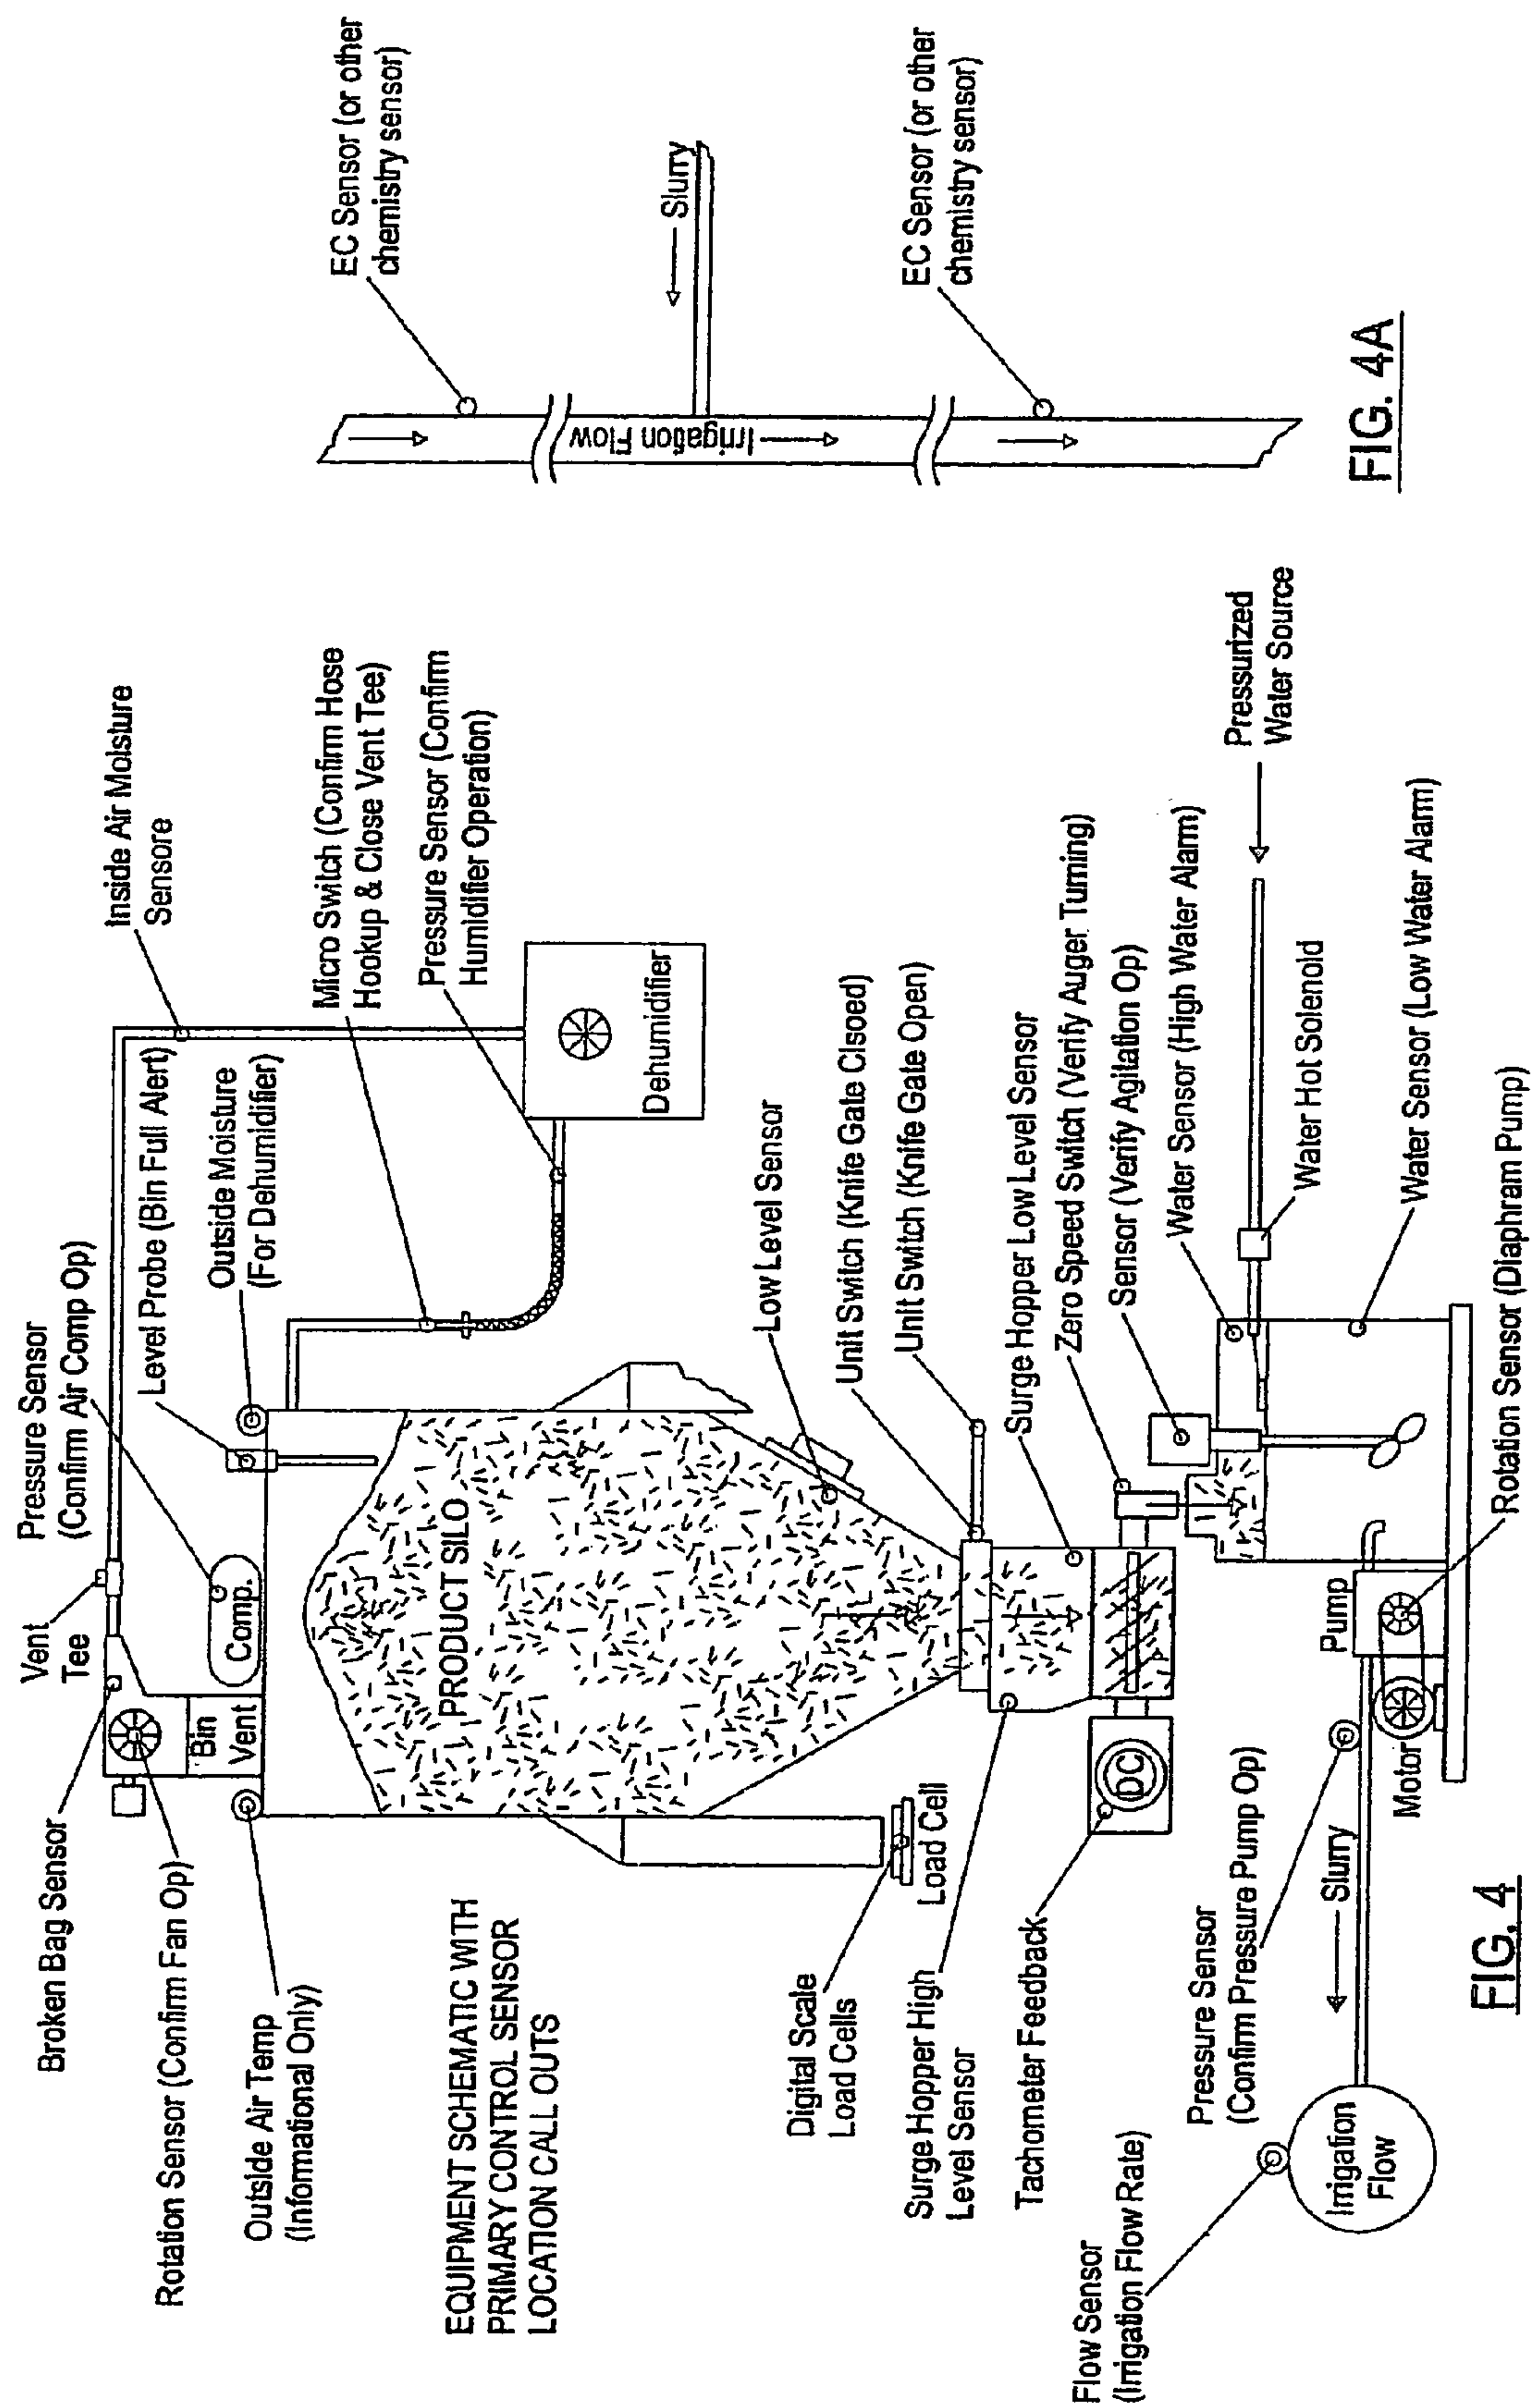 Broken Bag Sensor
Vent
Tee
Pressure Sensor
(Confirm Air Comp Op)
Level Probe (Bin Full Alert)
Outside Moisture
(For Dehumidifier)
Inside Air Moisture
Sensore
Micro Switch (Confirm Hose
Hookup & Close Vent Tee)
Pressure Sensor (Confirm
Humidifier Operation)
Rotation Sensor (Confirm Fan Op)
Outside Air Temp
(Informational Only)
Bin
Vent
Comp.
Dehumidifier
EQUIPMENT SCHEMATIC WITH
PRIMARY CONTROL SENSOR
LOCATION CALL OUTS
PRODUCT SILO
Low Level Sensor
Digital Scale
Load Cells
Load Cell
Unit Switch (Knife Gate Clsoed)
Unit Switch (Knife Gate Open)
Surge Hopper High
Level Sensor
Surge Hopper Low Level Sensor
Tachometer Feedback
DC
Zero Speed Switch (Verify Auger Turning)
Sensor (Verify Agitation Op)
Water Sensor (High Water Alarm)
Pressurized
Water Source
Water Hot Solenoid
Water Sensor (Low Water Alarm)
Flow Sensor
(Irrigation Flow Rate)
Pressure Sensor
(Confirm Pressure Pump Op)
Irrigation
Flow
Slurry
Motor
Pump
Rotation Sensor (Diaphram Pump)
FIG. 4
EC Sensor (or other
chemistry sensor)
Slurry
Irrigation Flow
EC Sensor (or other
chemistry sensor)
FIG. 4A